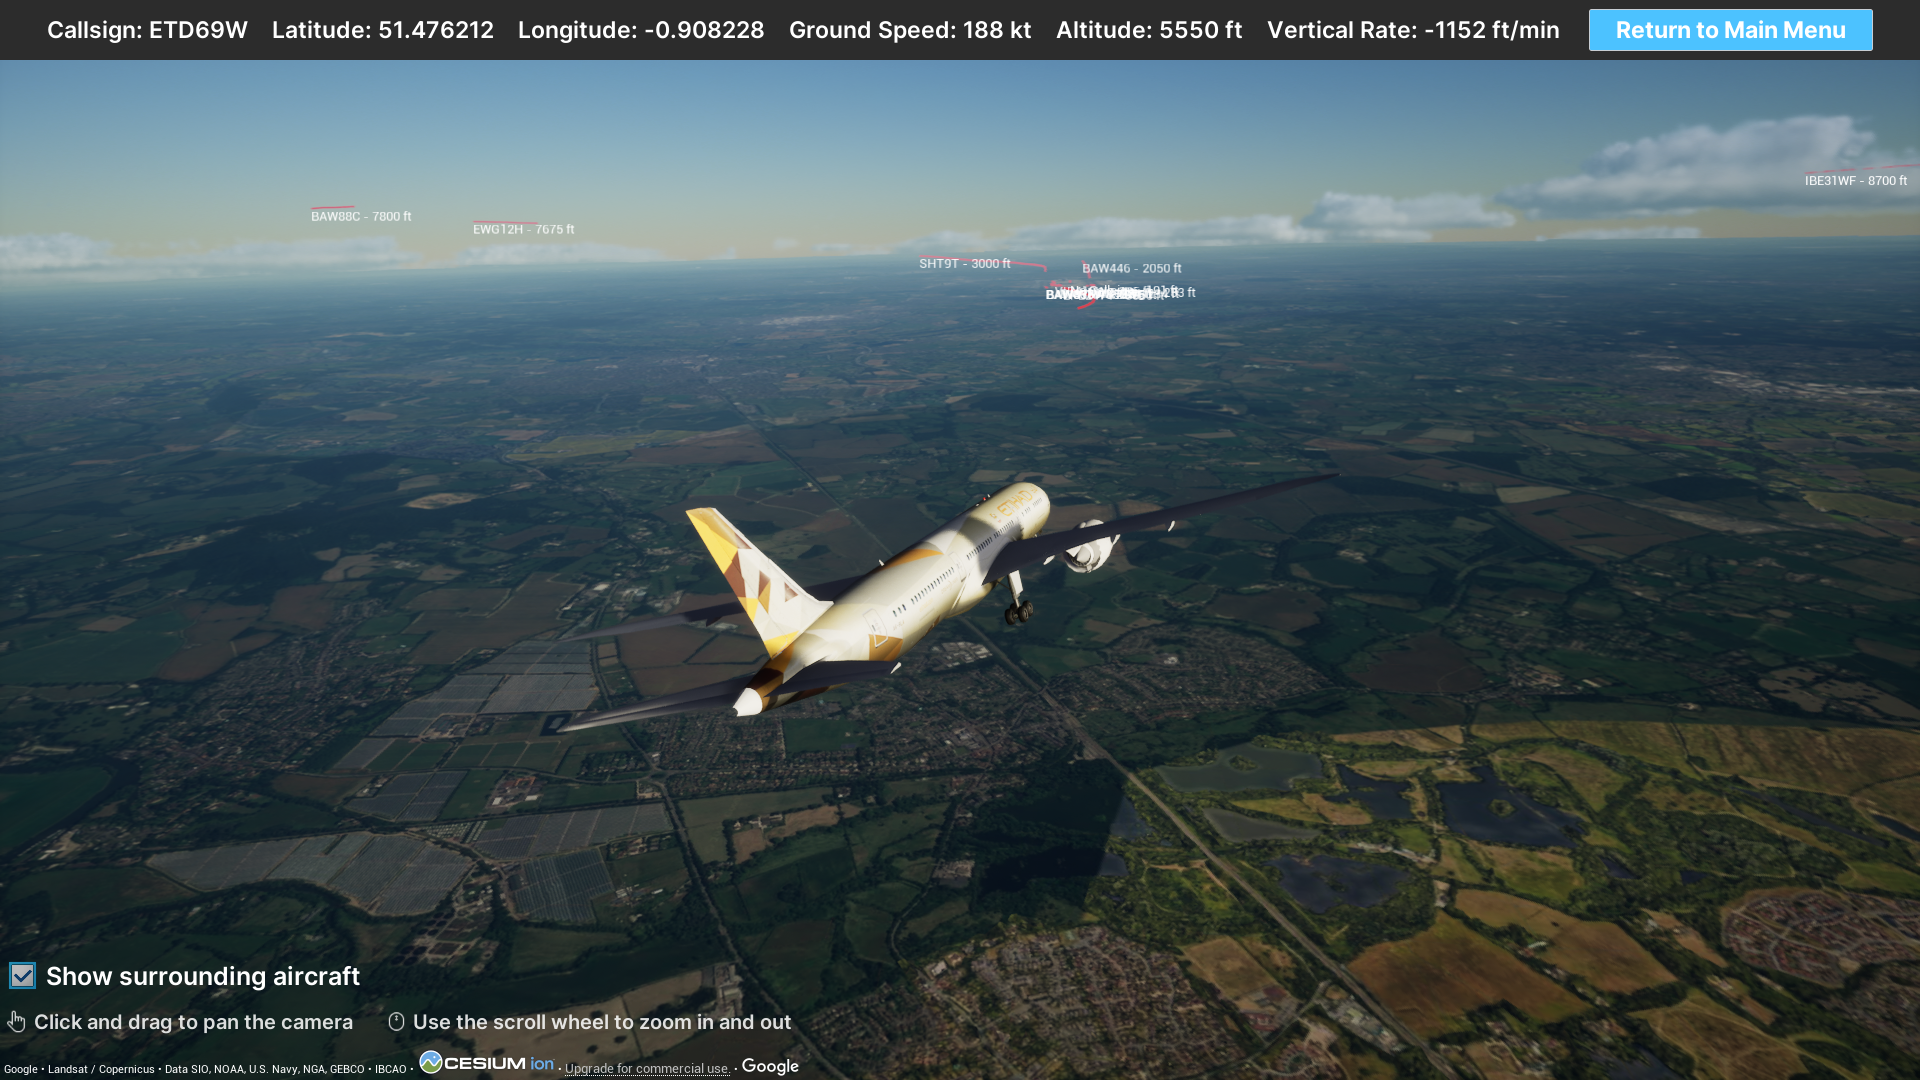 Callsign: ETD69W Latitude: 51.476212 Longitude: -0.908228 Ground Speed: 188 kt Altitude: 5550 ft Vertical Rate: -1152 ft/min Return to Main Menu
IBE31WF - 8700 ft
BAW88C - 7800 ft
EWG12H - 7675 ft
SHT9T - 3000 ft
BAW446 - 2050 ft
ETIHAD
Show surrounding aircraft
Click and drag to pan the camera Use the scroll wheel to zoom in and out
Google • Landsat / Copernicus • Data SIO, NOAA, U.S. Navy, NGA, GEBCO • IBCAO • CESIUM ion • Upgrade for commercial use. • Google